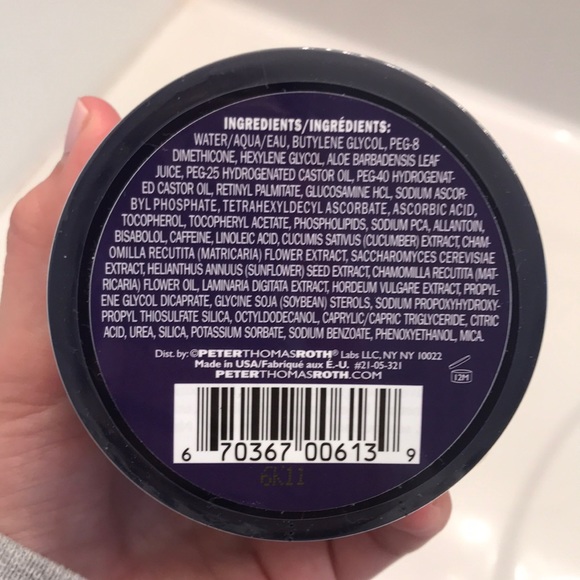 INGREDIENTS/INGRÉDIENTS:
WATER/AQUA/EAU, BUTYLENE GLYCOL, PEG-8
DIMETHICONE, HEXYLENE GLYCOL, ALOE BARBADENSIS LEAF
JUICE, PEG-25 HYDROGENATED CASTOR OIL, PEG-40 HYDROGENAT-
ED CASTOR OIL, RETINYL PALMITATE, GLUCOSAMINE HCL, SODIUM ASCOR-
BYL PHOSPHATE, TETRAHEXYLDECYL ASCORBATE, ASCORBIC ACID,
TOCOPHEROL, TOCOPHERYL ACETATE, PHOSPHOLIPIDS, SODIUM PCA, ALLANTOIN,
BISABOLOL, CAFFEINE, LINOLEIC ACID, CUCUMIS SATIVUS (CUCUMBER) EXTRACT, CHAM-
OMILLA RECUTITA (MATRICARIA) FLOWER EXTRACT, SACCHAROMYCES CEREVISIAE
EXTRACT, HELIANTHUS ANNUUS (SUNFLOWER) SEED EXTRACT, CHAMOMILLA RECUTITA (MAT-
RICARIA) FLOWER OIL, LAMINARIA DIGITATA EXTRACT, HORDEUM VULGARE EXTRACT, PROPYL-
ENE GLYCOL DICAPRATE, GLYCINE SOJA (SOYBEAN) STEROLS, SODIUM PROPOXYHYDROXY-
PROPYL THIOSULFATE SILICA, OCTYLDODECANOL, CAPRYLIC/CAPRIC TRIGLYCERIDE, CITRIC
ACID, UREA, SILICA, POTASSIUM SORBATE, SODIUM BENZOATE, PHENOXYETHANOL, MICA.
Dist. by:©PETERTHOMASROTH® Labs LLC, NY, NY 10022
Made in USA/Fabriqué aux É.-U. #21-05-321
PETERTHOMASROTH.COM
12M
6 70367 00613 9
6K11